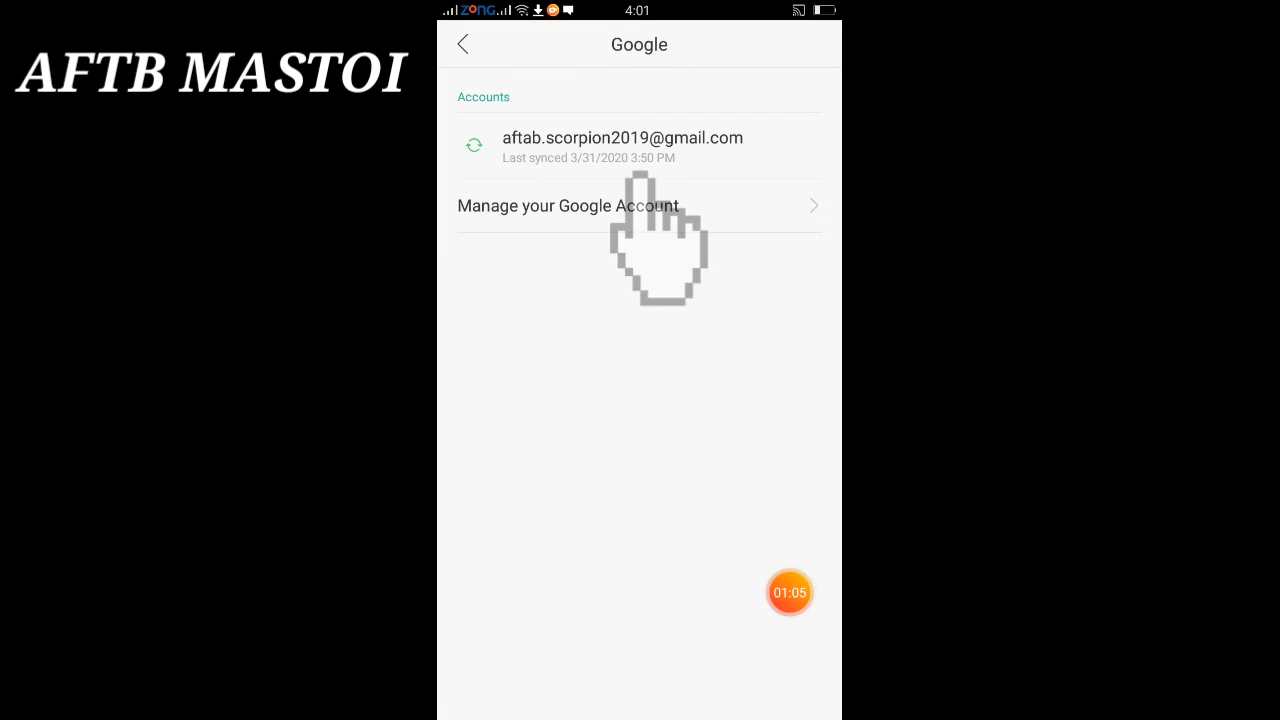 ZONG 4:01
AFTB MASTOI
Google
Accounts
aftab.scorpion2019@gmail.com
Last synced 3/31/2020 3:50 PM
Manage your Google Account
01:05